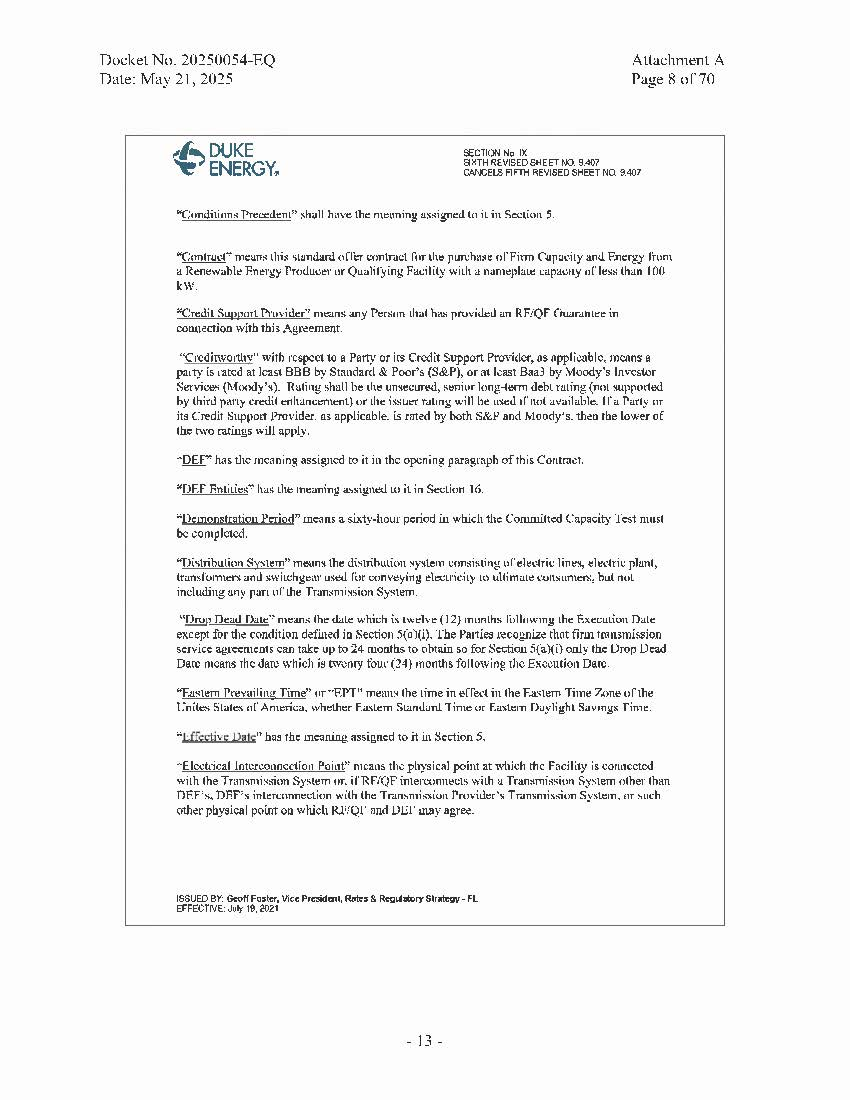 Docket No. 20250054-EQ
Date: May 21, 2025
Attachment A
Page 8 of 70
DUKE
ENERGY
SECTION No. IX
SIXTH REVISED SHEET NO. 9.407
CANCELS FIFTH REVISED SHEET NO. 9.407
“Conditions Precedent” shall have the meaning assigned to it in Section 5.
“Contract” means this standard offer contract for the purchase of Firm Capacity and Energy from
a Renewable Energy Producer or Qualifying Facility with a nameplate capacity of less than 100
kW.
“Credit Support Provider” means any Person that has provided an RF/QF Guarantee in
connection with this Agreement.
“Creditworthy” with respect to a Party or its Credit Support Provider, as applicable, means a
party is rated at least BBB by Standard & Poor’s (S&P), or at least Baa3 by Moody’s Investor
Services (Moody’s). Rating shall be the unsecured, senior long-term debt rating (not supported
by third party credit enhancement) or the issuer rating will be used if not available. If a Party or
its Credit Support Provider, as applicable, is rated by both S&P and Moody’s, then the lower of
the two ratings will apply.
“DEF” has the meaning assigned to it in the opening paragraph of this Contract.
“DEF Entities” has the meaning assigned to it in Section 16.
“Demonstration Period” means a sixty-hour period in which the Committed Capacity Test must
be completed.
“Distribution System” means the distribution system consisting of electric lines, electric plant,
transformers and switchgear used for conveying electricity to ultimate consumers, but not
including any part of the Transmission System.
“Drop Dead Date” means the date which is twelve (12) months following the Execution Date
except for the condition defined in Section 5(a)(i). The Parties recognize that firm transmission
service agreements can take up to 24 months to obtain so for Section 5(a)(i) only the Drop Dead
Date means the date which is twenty four (24) months following the Execution Date.
“Eastern Prevailing Time” or “EPT” means the time in effect in the Eastern Time Zone of the
Unites States of America, whether Eastern Standard Time or Eastern Daylight Savings Time.
“Effective Date” has the meaning assigned to it in Section 5.
“Electrical Interconnection Point” means the physical point at which the Facility is connected
with the Transmission System or, if RF/QF interconnects with a Transmission System other than
DEF’s, DEF’s interconnection with the Transmission Provider’s Transmission System, or such
other physical point on which RF/QF and DEF may agree.
ISSUED BY: Geoff Foster, Vice President, Rates & Regulatory Strategy - FL
EFFECTIVE: July 19, 2021
- 13 -